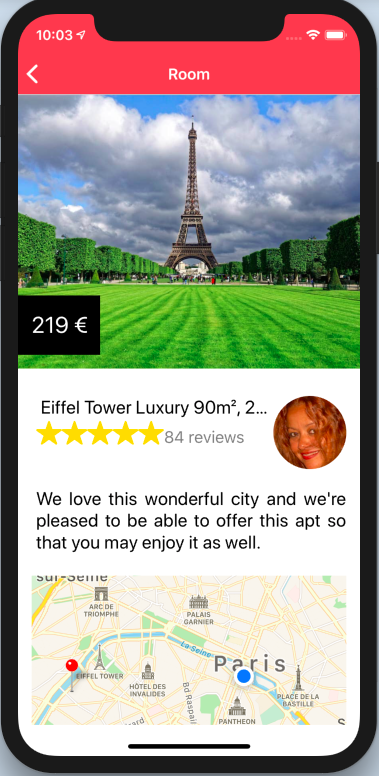 10:03
Room
219 €
Eiffel Tower Luxury 90m², 2...
84 reviews
We love this wonderful city and we're
pleased to be able to offer this apt so
that you may enjoy it as well.
sur-Seine
ARC DE
TRIOMPHE
PALAIS
GARNIER
La Seine
Paris
EIFFEL TOWER
HÔTEL DES
INVALIDES
Bd Raspail
PLACE DE LA
BASTILLE
PANTHEON
S